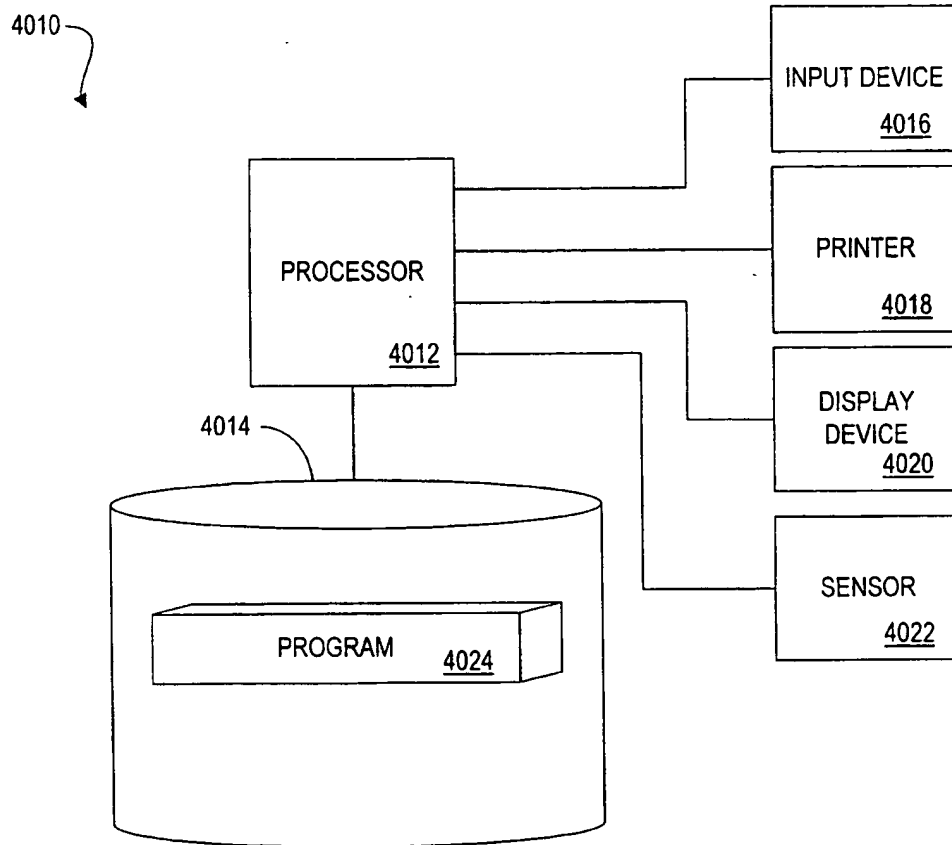 4010
INPUT DEVICE
4016
PROCESSOR
4012
PRINTER
4018
DISPLAY
DEVICE
4020
4014
SENSOR
4022
PROGRAM
4024